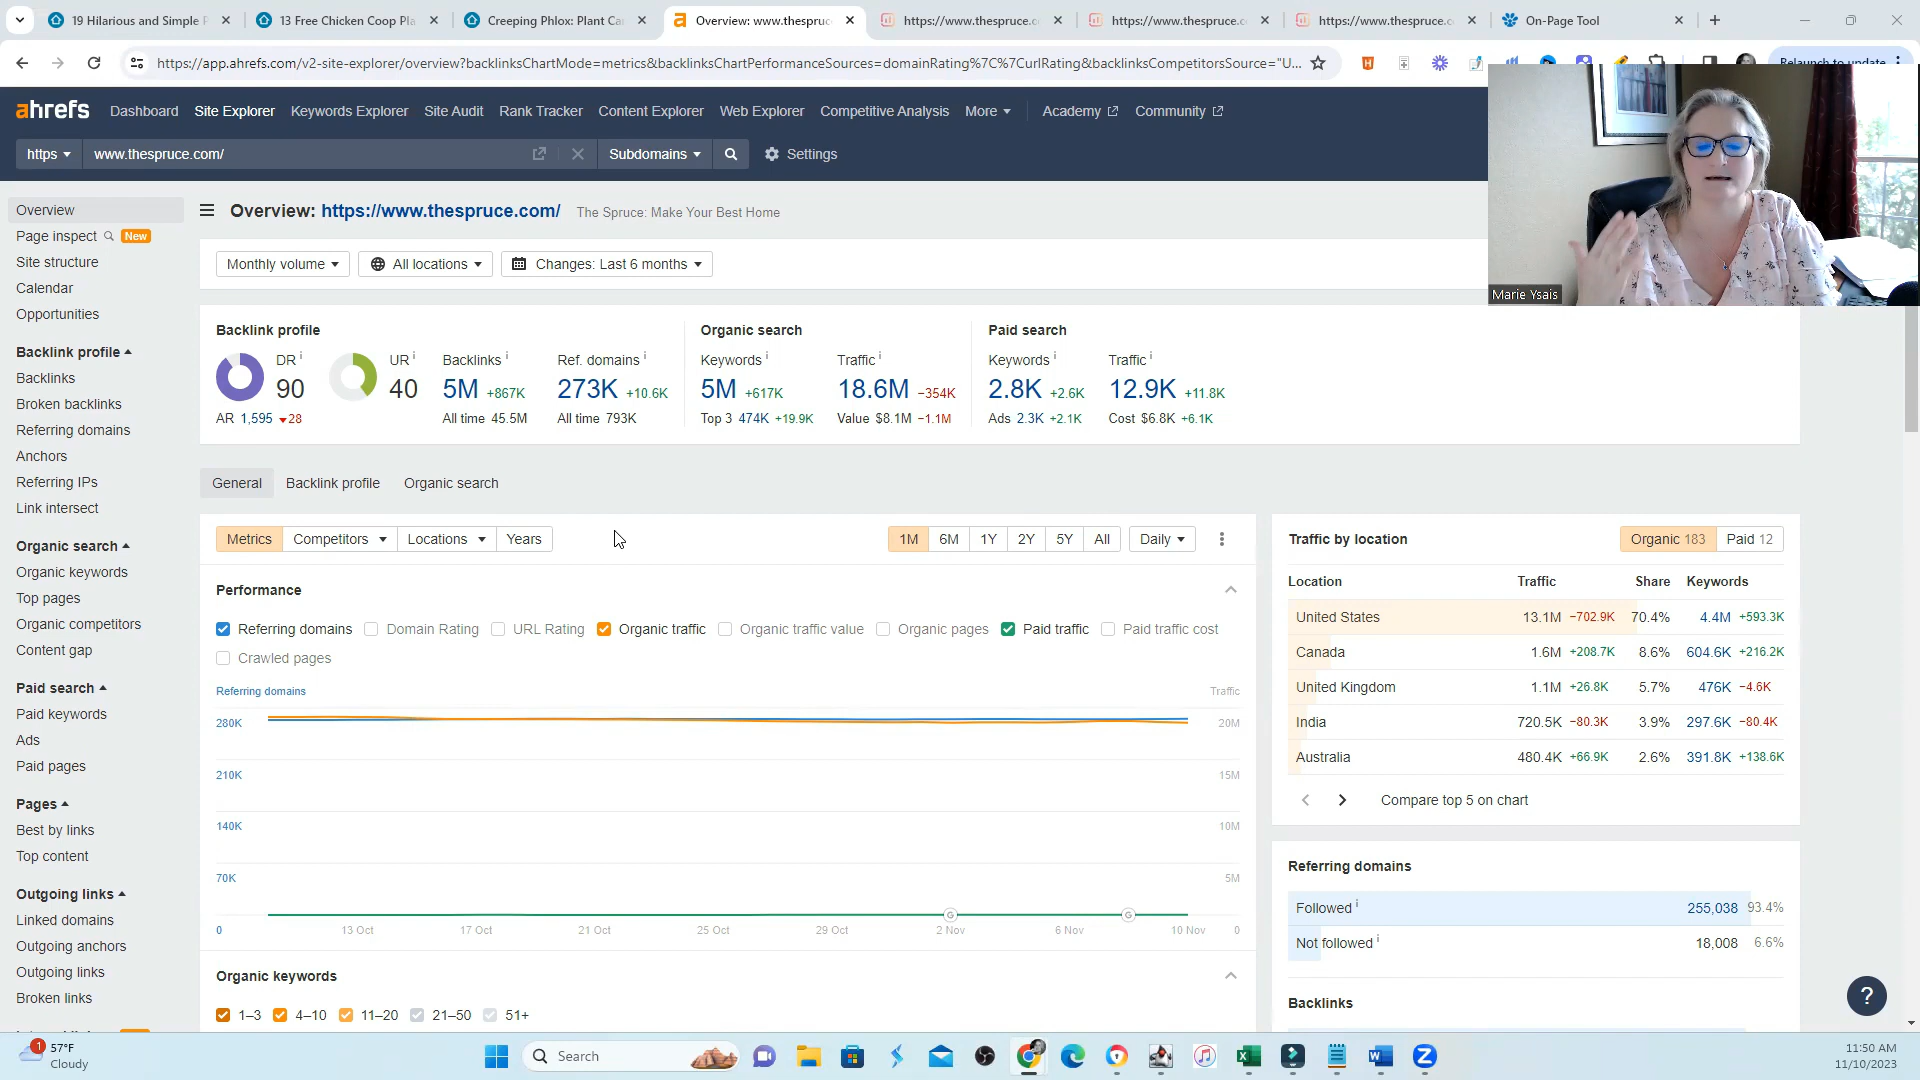 19 Hilarious and Simple P
13 Free Chicken Coop Pla
Creeping Phlox: Plant Ca
Overview: www.thespruc
https://www.thespruce.co
https://www.thespruce.co
https://www.thespruce.co
On-Page Tool
https://app.ahrefs.com/v2-site-explorer/overview?backlinksChartMode=metrics&backlinksChartPerformanceSources=domainRating%7C%7CurlRating&backlinksCompetitorsSource="U...
Relaunch to update
ahrefs Dashboard Site Explorer Keywords Explorer Site Audit Rank Tracker Content Explorer Web Explorer Competitive Analysis More Academy Community
https www.thespruce.com/ Subdomains Settings
Marie Ysais
Overview
Page inspect New
Site structure
Calendar
Opportunities
Backlink profile
Backlinks
Broken backlinks
Referring domains
Anchors
Referring IPs
Link intersect
Organic search
Organic keywords
Top pages
Organic competitors
Content gap
Paid search
Paid keywords
Ads
Paid pages
Pages
Best by links
Top content
Outgoing links
Linked domains
Outgoing anchors
Outgoing links
Broken links
Overview: https://www.thespruce.com/ The Spruce: Make Your Best Home
Monthly volume All locations Changes: Last 6 months
Backlink profile
DR 90
AR 1,595 28
UR 40
Backlinks
5M +867K
All time 45.5M
Ref. domains
273K +10.6K
All time 793K
Organic search
Keywords
5M +617K
Top 3 474K +19.9K
Traffic
18.6M −354K
Value $8.1M −1.1M
Paid search
Keywords
2.8K +2.6K
Ads 2.3K +2.1K
Traffic
12.9K +11.8K
Cost $6.8K +6.1K
General Backlink profile Organic search
Metrics Competitors Locations Years 1M 6M 1Y 2Y 5Y All Daily
Performance
Referring domains Domain Rating URL Rating Organic traffic Organic traffic value Organic pages Paid traffic Paid traffic cost
Crawled pages
Referring domains Traffic
280K 20M
210K 15M
140K 10M
70K 5M
G G
0 13 Oct 17 Oct 21 Oct 25 Oct 29 Oct 2 Nov 6 Nov 10 Nov 0
Organic keywords
1–3 4–10 11–20 21–50 51+
Traffic by location Organic 183 Paid 12
Location Traffic Share Keywords
United States 13.1M −702.9K 70.4% 4.4M +593.3K
Canada 1.6M +208.7K 8.6% 604.6K +216.2K
United Kingdom 1.1M +26.8K 5.7% 476K −4.6K
India 720.5K −80.3K 3.9% 297.6K −80.4K
Australia 480.4K +66.9K 2.6% 391.8K +138.6K
Compare top 5 on chart
Referring domains
Followed 255,038 93.4%
Not followed 18,008 6.6%
Backlinks
?
1
57°F
Cloudy
Search
11:50 AM
11/10/2023